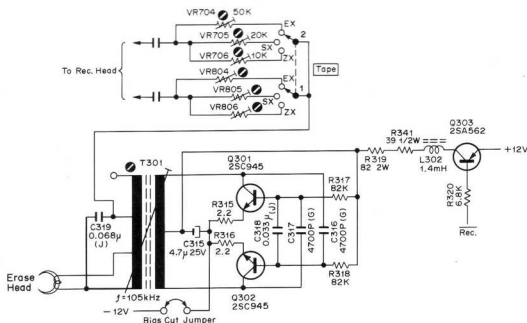 VR704 50K
EX
VR705 20K
2
SX
VR706 10K
ZX
To Rec. Head
Tape
VR804
EX
1
VR805
SX
VR806
ZX
Q303
2SA562
R341
39 1/2W
+12V
R319
82 2W
L302
1.4mH
R320
6.8K
Rec.
T301
Q301
2SC945
R317
82K
R315
2.2
C319
0.068μ
(J)
C315
4.7μ 25V
R316
2.2
C318
0.033μ (J)
C317
4700P (G)
C316
4700P (G)
R318
82K
Erase
Head
f=105kHz
-12V
Q302
2SC945
Bias Cut Jumper